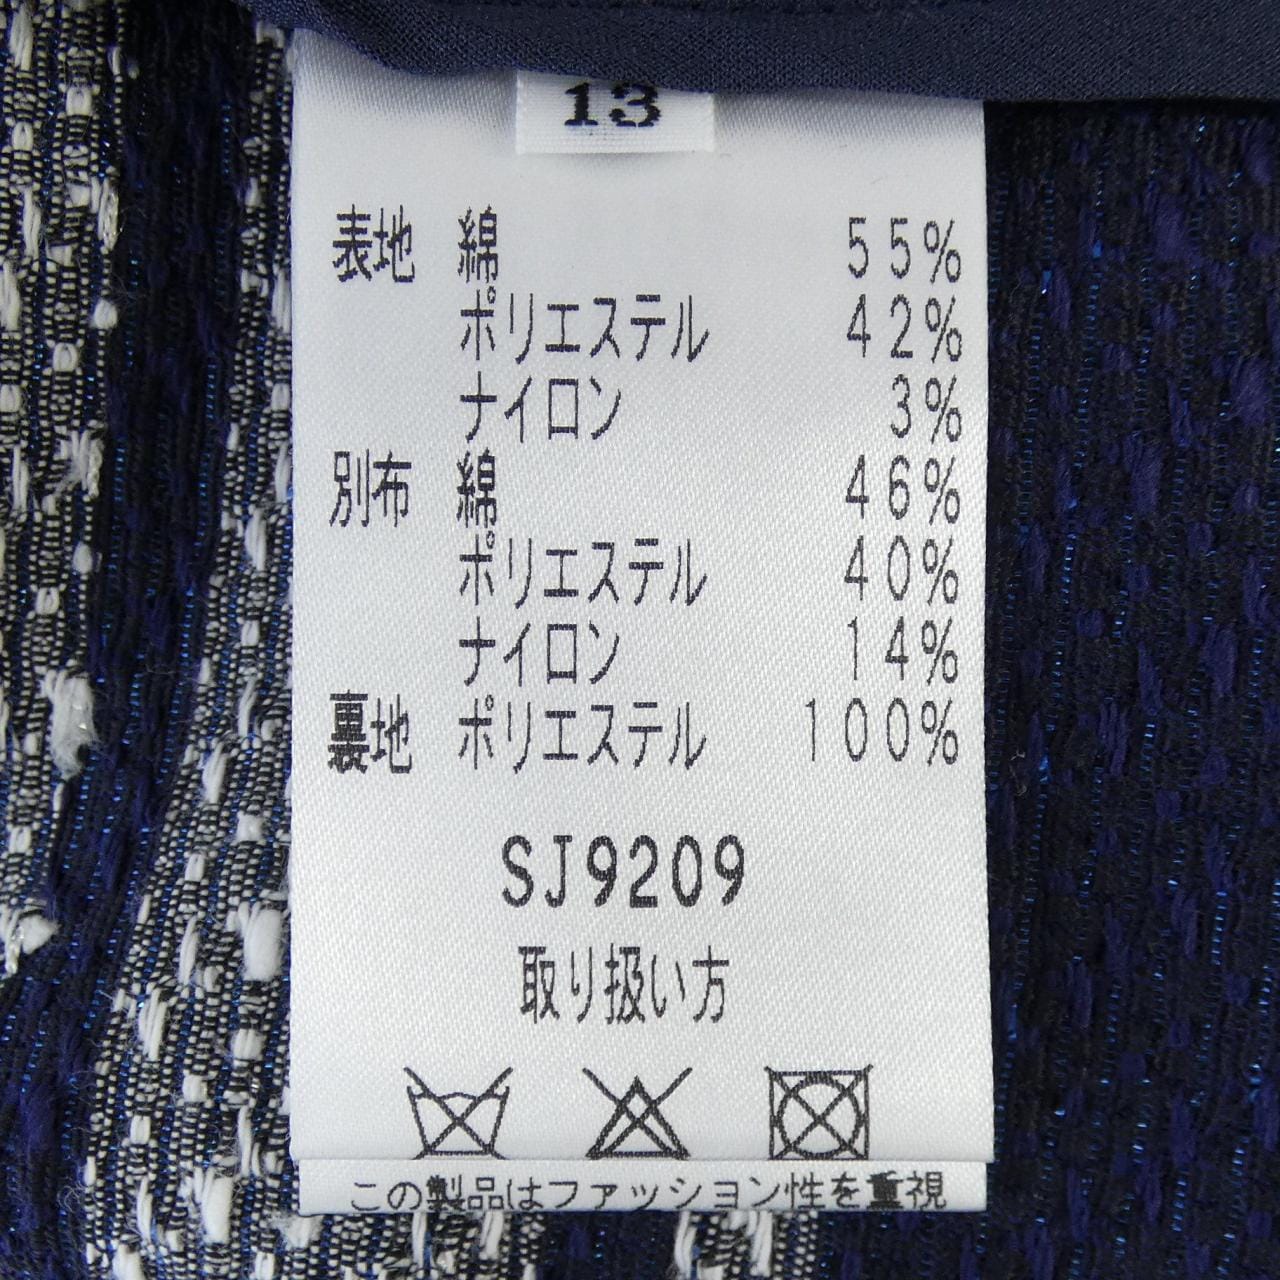 13
表地 綿 55%
ポリエステル 42%
ナイロン 3%
別布 綿 46%
ポリエステル 40%
ナイロン 14%
裏地 ポリエステル 100%
SJ9209
取り扱い方
この製品はファッション性を重視